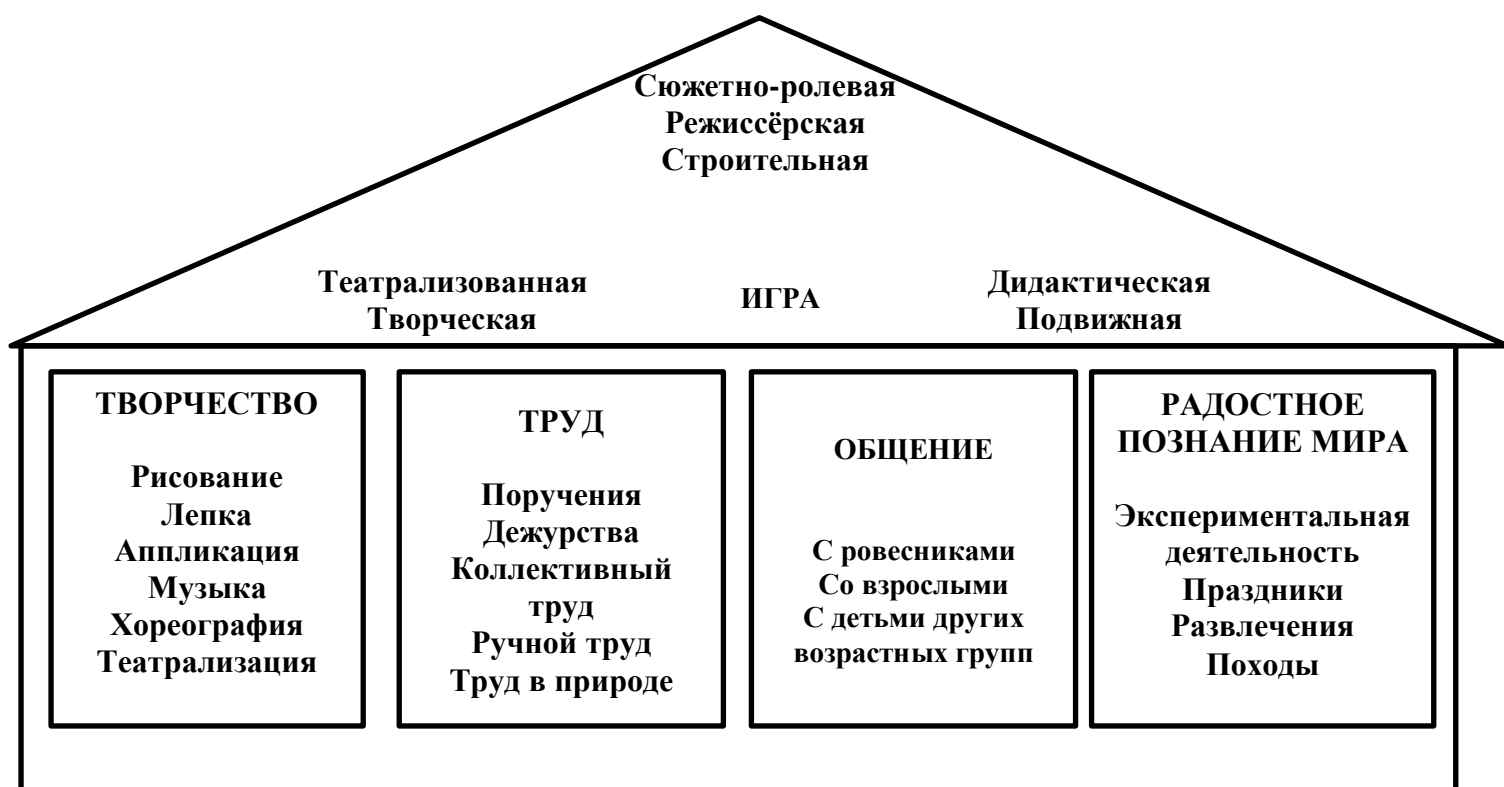 Сюжетно-ролевая
Режиссёрская
Строительная
Театрализованная
Творческая
ИГРА
Дидактическая
Подвижная
ТВОРЧЕСТВО
Рисование
Лепка
Аппликация
Музыка
Хореография
Театрализация
ТРУД
Поручения
Дежурства
Коллективный
труд
Ручной труд
Труд в природе
ОБЩЕНИЕ
С ровесниками
Со взрослыми
С детьми других
возрастных групп
РАДОСТНОЕ
ПОЗНАНИЕ МИРА
Экспериментальная
деятельность
Праздники
Развлечения
Походы